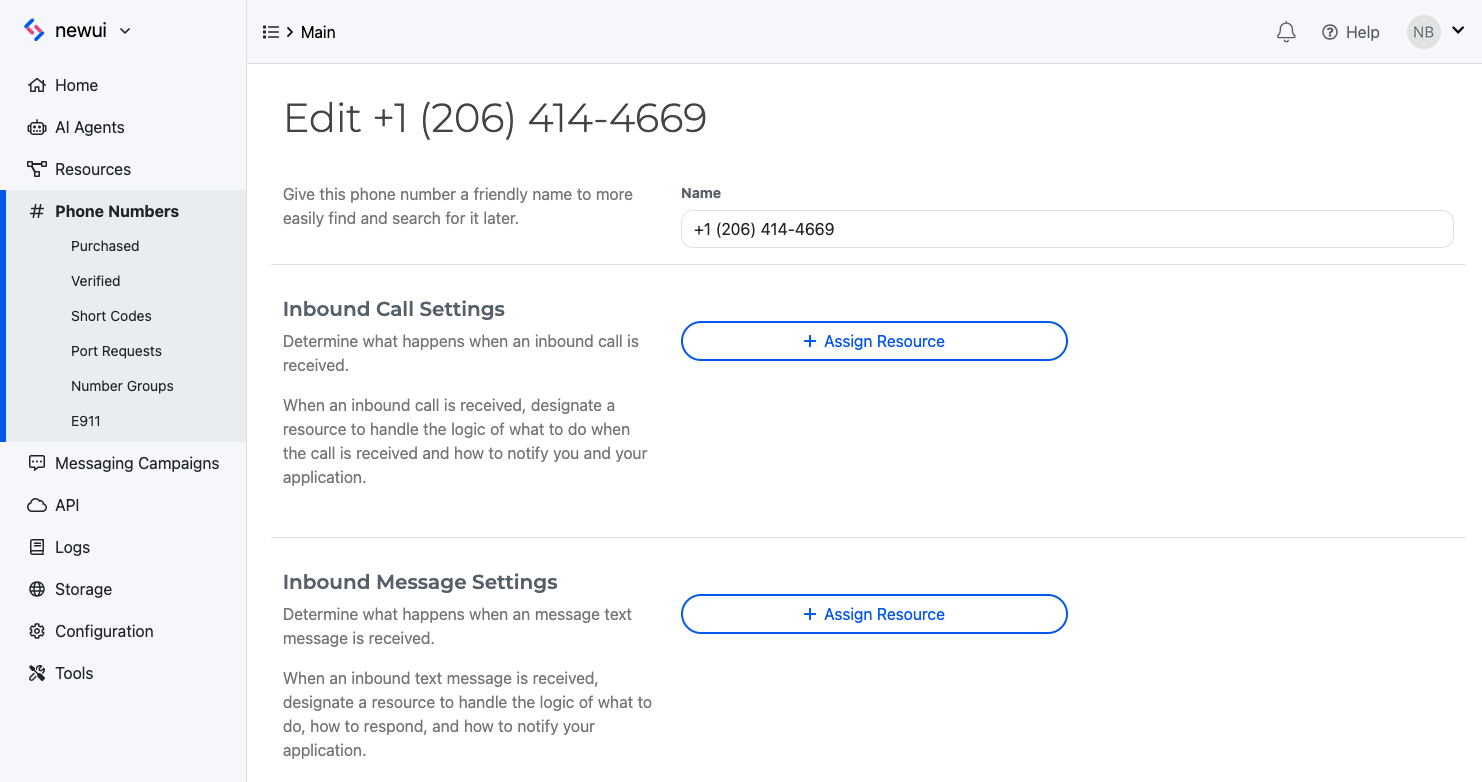 newui
Home
AI Agents
Resources
Phone Numbers
Purchased
Verified
Short Codes
Port Requests
Number Groups
E911
Messaging Campaigns
API
Logs
Storage
Configuration
Tools
Main
Help
NB
Edit +1 (206) 414-4669
Give this phone number a friendly name to more
easily find and search for it later.
Name
+1 (206) 414-4669
Inbound Call Settings
Determine what happens when an inbound call is
received.
When an inbound call is received, designate a
resource to handle the logic of what to do when
the call is received and how to notify you and your
application.
+ Assign Resource
Inbound Message Settings
Determine what happens when an message text
message is received.
When an inbound text message is received,
designate a resource to handle the logic of what to
do, how to respond, and how to notify your
application.
+ Assign Resource